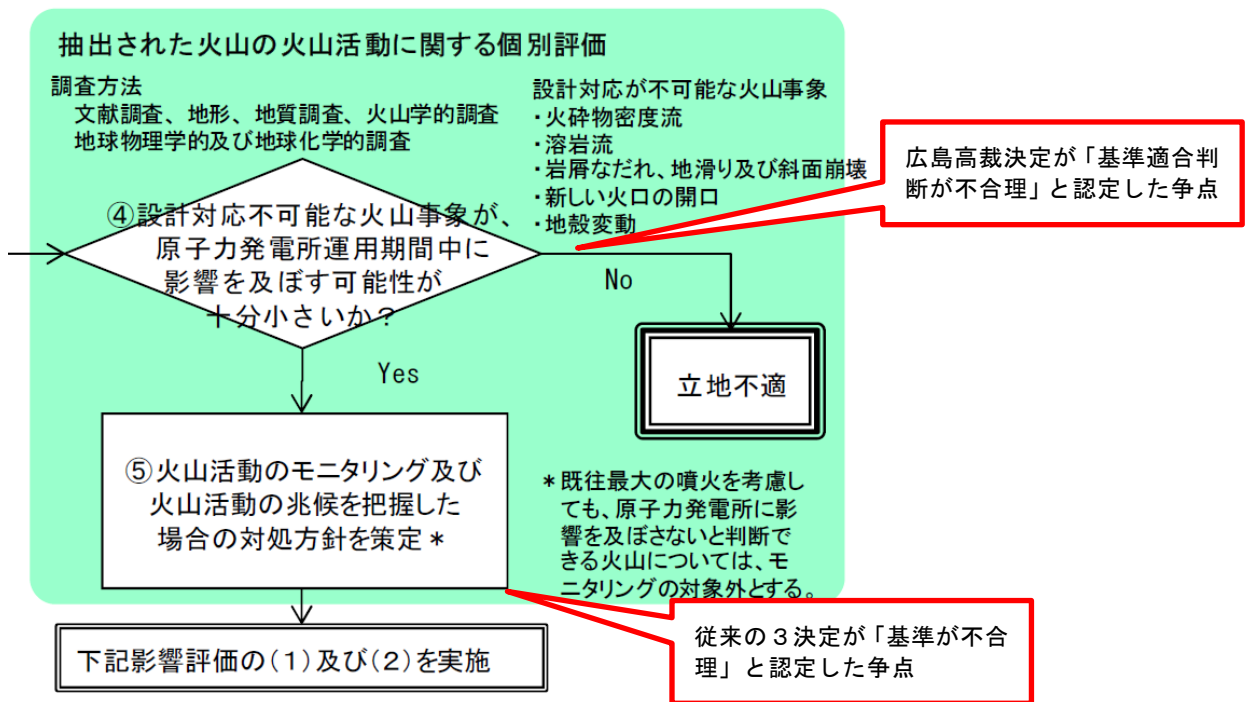 抽出された火山の火山活動に関する個別評価
調査方法
文献調査、地形、地質調査、火山学的調査
地球物理学的及び地球化学的調査
設計対応が不可能な火山事象
・火砕物密度流
・溶岩流
・岩屑なだれ、地滑り及び斜面崩壊
・新しい火口の開口
・地殻変動
広島高裁決定が「基準適合判
断が不合理」と認定した争点
④設計対応不可能な火山事象が、
原子力発電所運用期間中に
影響を及ぼす可能性が
十分小さいか？
No
立地不適
Yes
⑤火山活動のモニタリング及び
火山活動の兆候を把握した
場合の対処方針を策定＊
＊既往最大の噴火を考慮し
ても、原子力発電所に影
響を及ぼさないと判断で
きる火山については、モ
ニタリングの対象外とする。
従来の３決定が「基準が不合
理」と認定した争点
下記影響評価の(１)及び(２)を実施